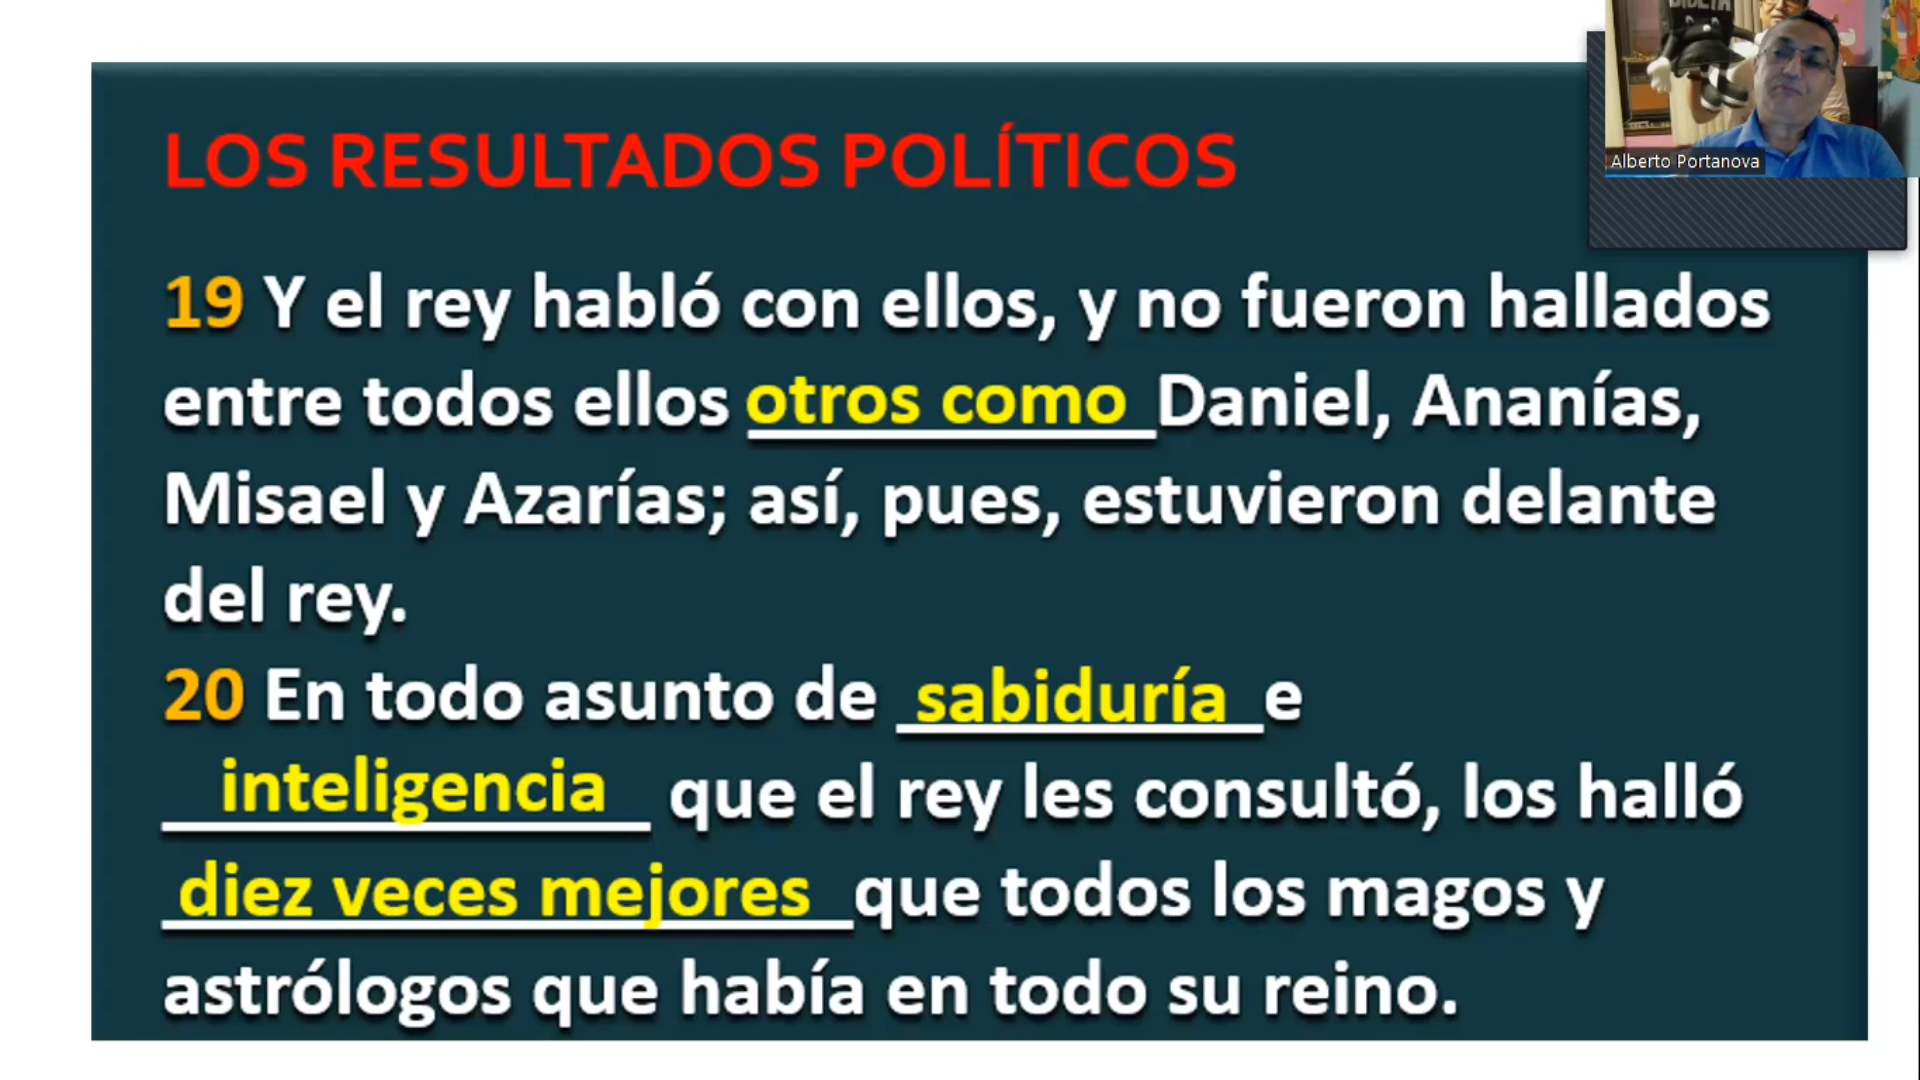 LOS RESULTADOS POLÍTICOS
19 Y el rey habló con ellos, y no fueron hallados
entre todos ellos otros como Daniel, Ananías,
Misael y Azarías; así, pues, estuvieron delante
del rey.
20 En todo asunto de sabiduría e
inteligencia que el rey les consultó, los halló
diez veces mejores que todos los magos y
astrólogos que había en todo su reino.
Alberto Portanova